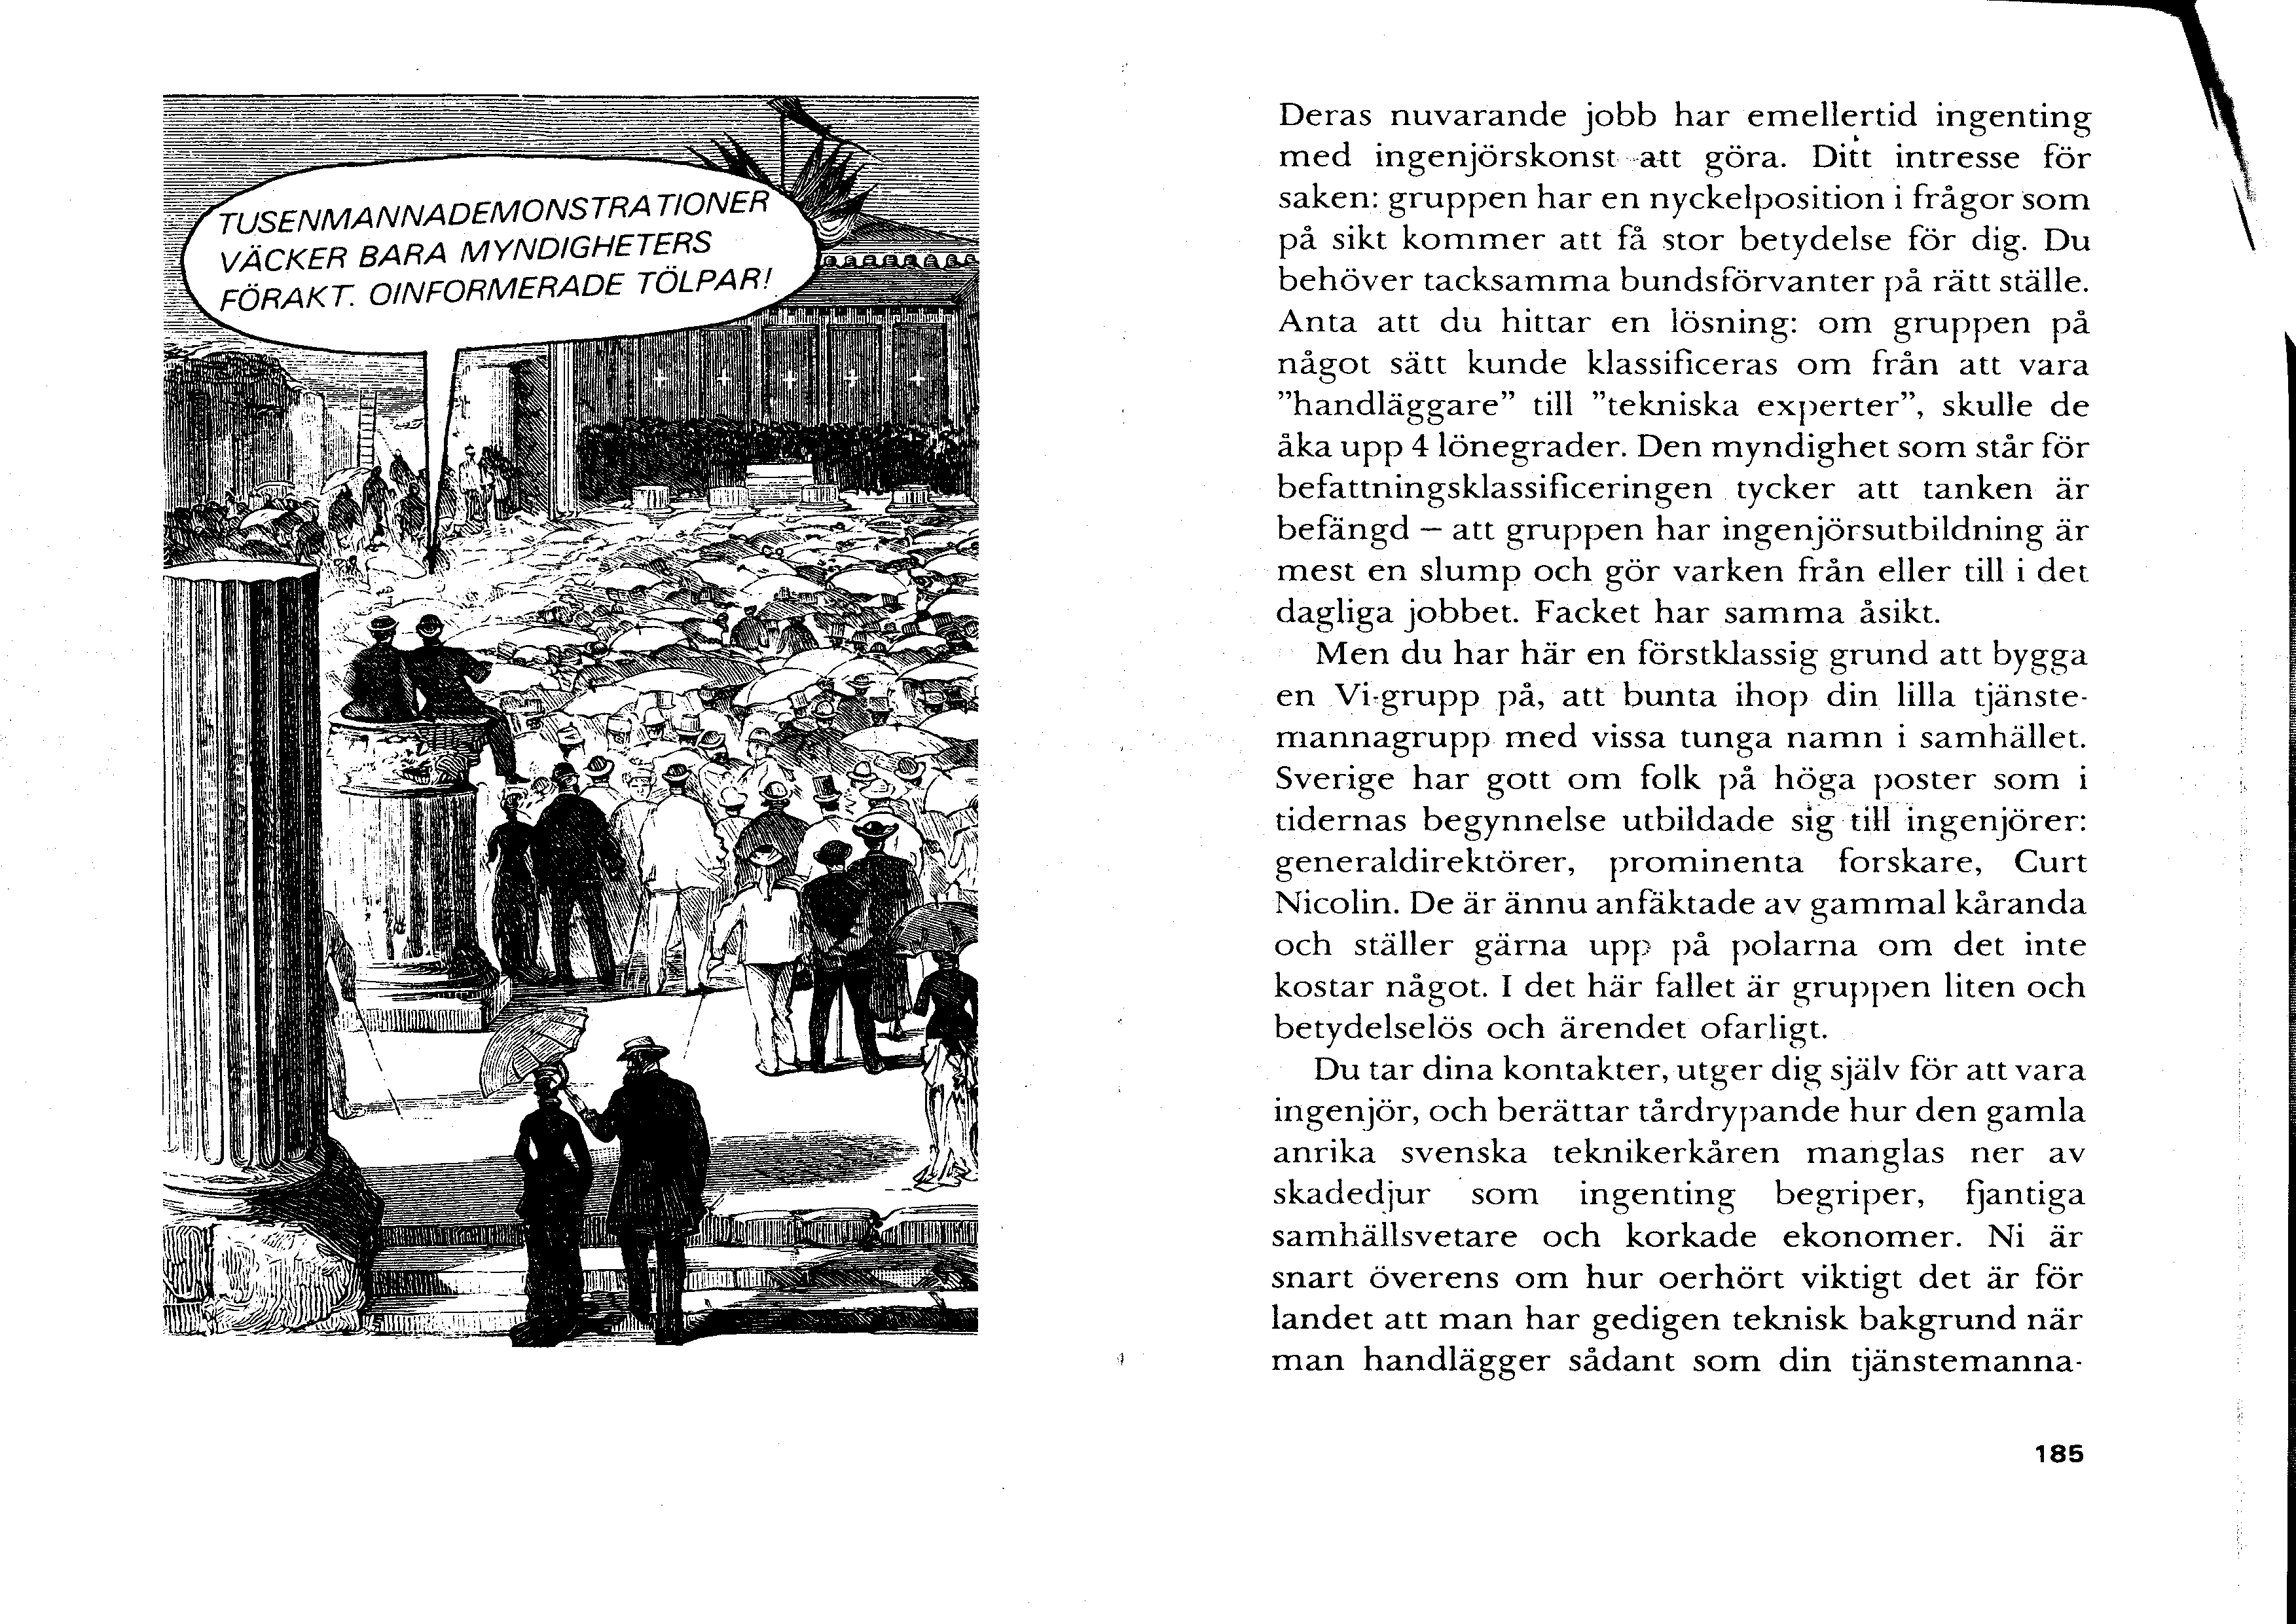 TUSENMANNADEMONSTRATIONER
VÄCKER BARA MYNDIGHETERS
FÖRAKT. OINFORMERADE TÖLPAR!
Deras nuvarande jobb har emellertid ingenting
med ingenjörskonst att göra. Ditt intresse för
saken: gruppen har en nyckelposition i frågor som
på sikt kommer att få stor betydelse för dig. Du
behöver tacksamma bundsförvanter på rätt ställe.
Anta att du hittar en lösning: om gruppen på
något sätt kunde klassificeras om från att vara
"handläggare" till "tekniska experter", skulle de
åka upp 4 lönegrader. Den myndighet som står för
befattningsklassificeringen tycker att tanken är
befängd – att gruppen har ingenjörsutbildning är
mest en slump och gör varken från eller till i det
dagliga jobbet. Facket har samma åsikt.
Men du har här en förstklassig grund att bygga
en Vi-grupp på, att bunta ihop din lilla tjänste-
mannagrupp med vissa tunga namn i samhället.
Sverige har gott om folk på höga poster som i
tidernas begynnelse utbildade sig till ingenjörer:
generaldirektörer, prominenta forskare, Curt
Nicolin. De är ännu anfäktade av gammal kåranda
och ställer gärna upp på polarna om det inte
kostar något. I det här fallet är gruppen liten och
betydelselös och ärendet ofarligt.
Du tar dina kontakter, utger dig själv för att vara
ingenjör, och berättar tårdrypande hur den gamla
anrika svenska teknikerkåren manglas ner av
skadedjur som ingenting begriper, fjantiga
samhällsvetare och korkade ekonomer. Ni är
snart överens om hur oerhört viktigt det är för
landet att man har gedigen teknisk bakgrund när
man handlägger sådant som din tjänstemanna-
185